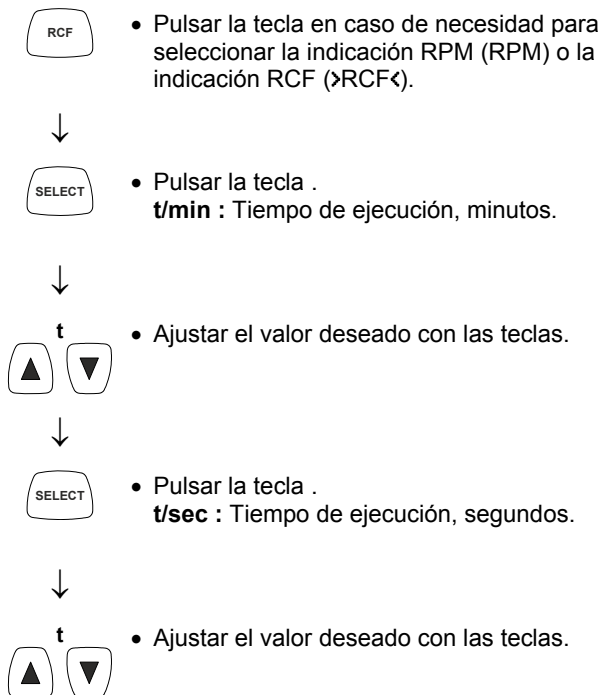 RCF
• Pulsar la tecla en caso de necesidad para
seleccionar la indicación RPM (RPM) o la
indicación RCF (>RCF<).
↓
SELECT
• Pulsar la tecla .
t/min : Tiempo de ejecución, minutos.
↓
t
▲ ▼
• Ajustar el valor deseado con las teclas.
↓
SELECT
• Pulsar la tecla .
t/sec : Tiempo de ejecución, segundos.
↓
t
▲ ▼
• Ajustar el valor deseado con las teclas.